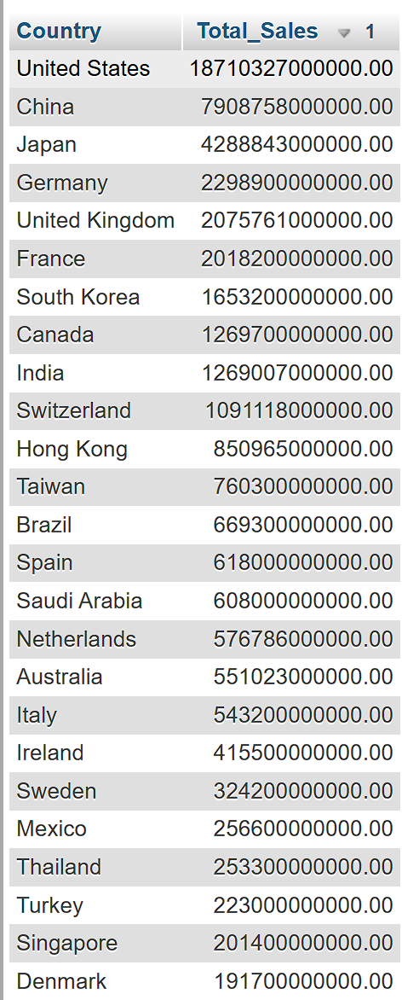 Country Total_Sales 1
United States 18710327000000.00
China 7908758000000.00
Japan 4288843000000.00
Germany 2298900000000.00
United Kingdom 2075761000000.00
France 2018200000000.00
South Korea 1653200000000.00
Canada 1269700000000.00
India 1269007000000.00
Switzerland 1091118000000.00
Hong Kong 850965000000.00
Taiwan 760300000000.00
Brazil 669300000000.00
Spain 618000000000.00
Saudi Arabia 608000000000.00
Netherlands 576786000000.00
Australia 551023000000.00
Italy 543200000000.00
Ireland 415500000000.00
Sweden 324200000000.00
Mexico 256600000000.00
Thailand 253300000000.00
Turkey 223000000000.00
Singapore 201400000000.00
Denmark 191700000000.00